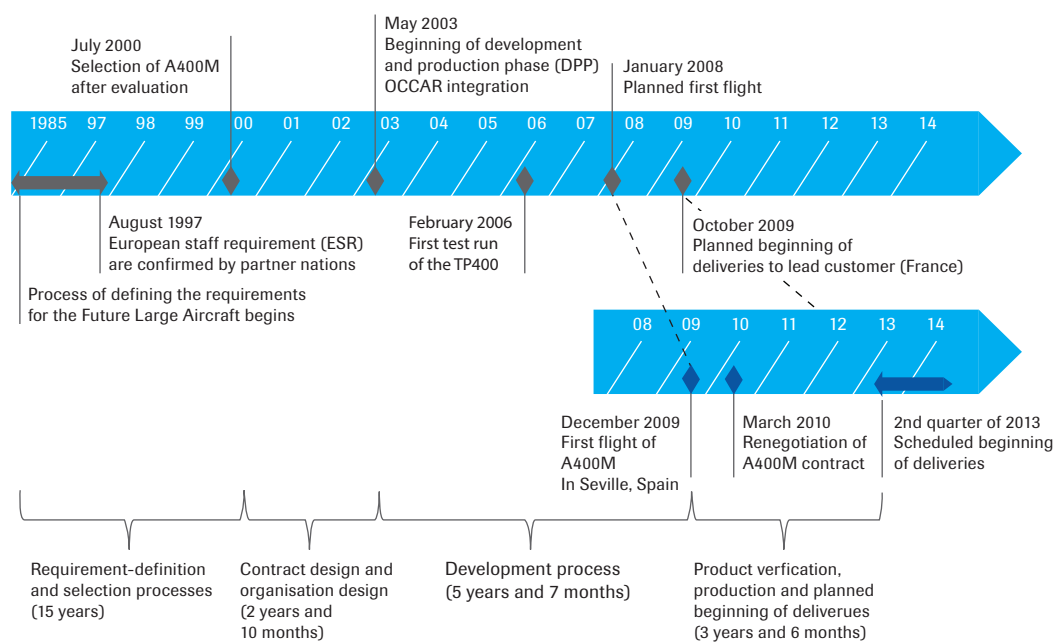 July 2000
Selection of A400M
after evaluation
May 2003
Beginning of development
and production phase (DPP)
OCCAR integration
January 2008
Planned first flight
1985 97 98 99 00 01 02 03 04 05 06 07 08 09 10 11 12 13 14
August 1997
European staff requirement (ESR)
are confirmed by partner nations
Process of defining the requirements
for the Future Large Aircraft begins
February 2006
First test run
of the TP400
October 2009
Planned beginning of
deliveries to lead customer (France)
08 09 10 11 12 13 14
December 2009
First flight of
A400M
In Seville, Spain
March 2010
Renegotiation of
A400M contract
2nd quarter of 2013
Scheduled beginning
of deliveries
Requirement-definition
and selection processes
(15 years)
Contract design and
organisation design
(2 years and
10 months)
Development process
(5 years and 7 months)
Product verfication,
production and planned
beginning of deliverues
(3 years and 6 months)